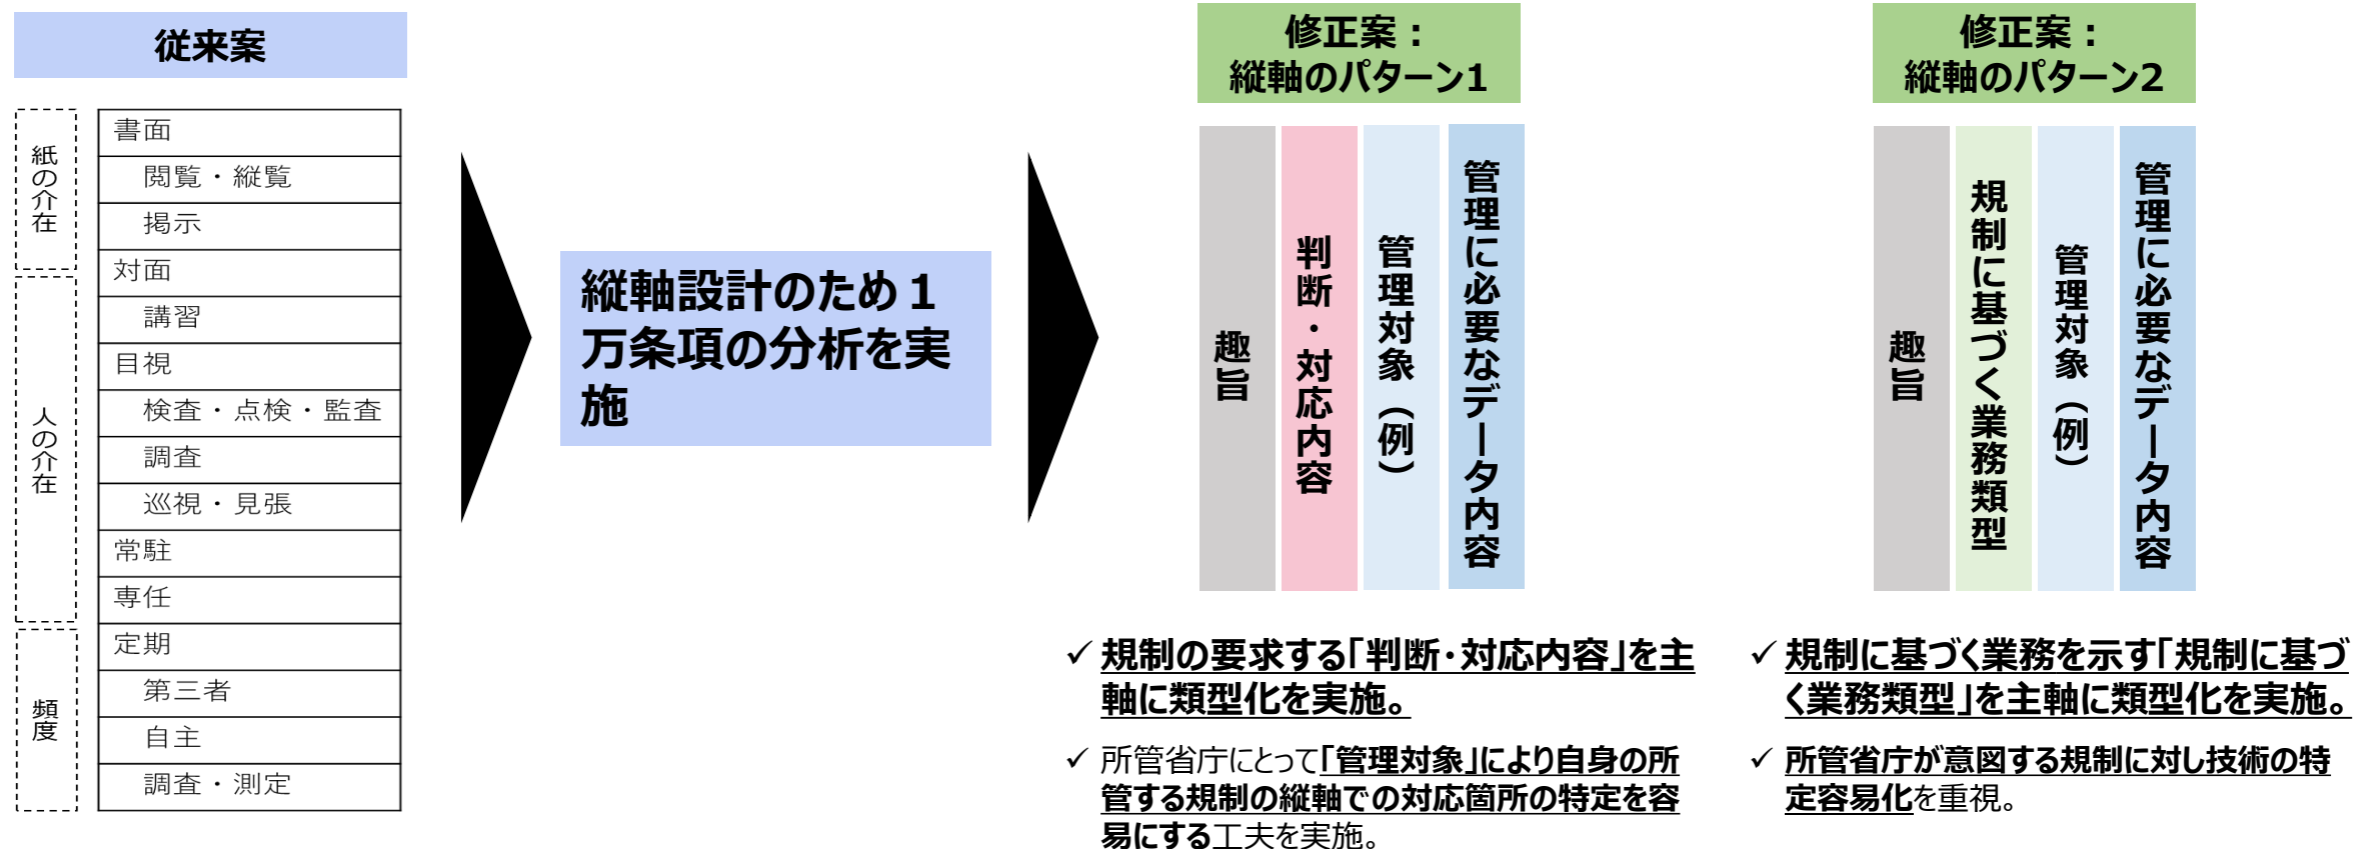 従来案
紙の介在
書面
閲覧・縦覧
掲示
人の介在
対面
講習
目視
検査・点検・監査
調査
巡視・見張
常駐
専任
頻度
定期
第三者
自主
調査・測定
縦軸設計のため１
万条項の分析を実
施
修正案：
縦軸のパターン1
趣旨
判断・対応内容
管理対象（例）
管理に必要なデータ内容
✓ 規制の要求する「判断・対応内容」を主
軸に類型化を実施。
✓ 所管省庁にとって「管理対象」により自身の所
管する規制の縦軸での対応箇所の特定を容
易にする工夫を実施。
修正案：
縦軸のパターン2
趣旨
規制に基づく業務類型
管理対象（例）
管理に必要なデータ内容
✓ 規制に基づく業務を示す「規制に基づ
く業務類型」を主軸に類型化を実施。
✓ 所管省庁が意図する規制に対し技術の特
定容易化を重視。